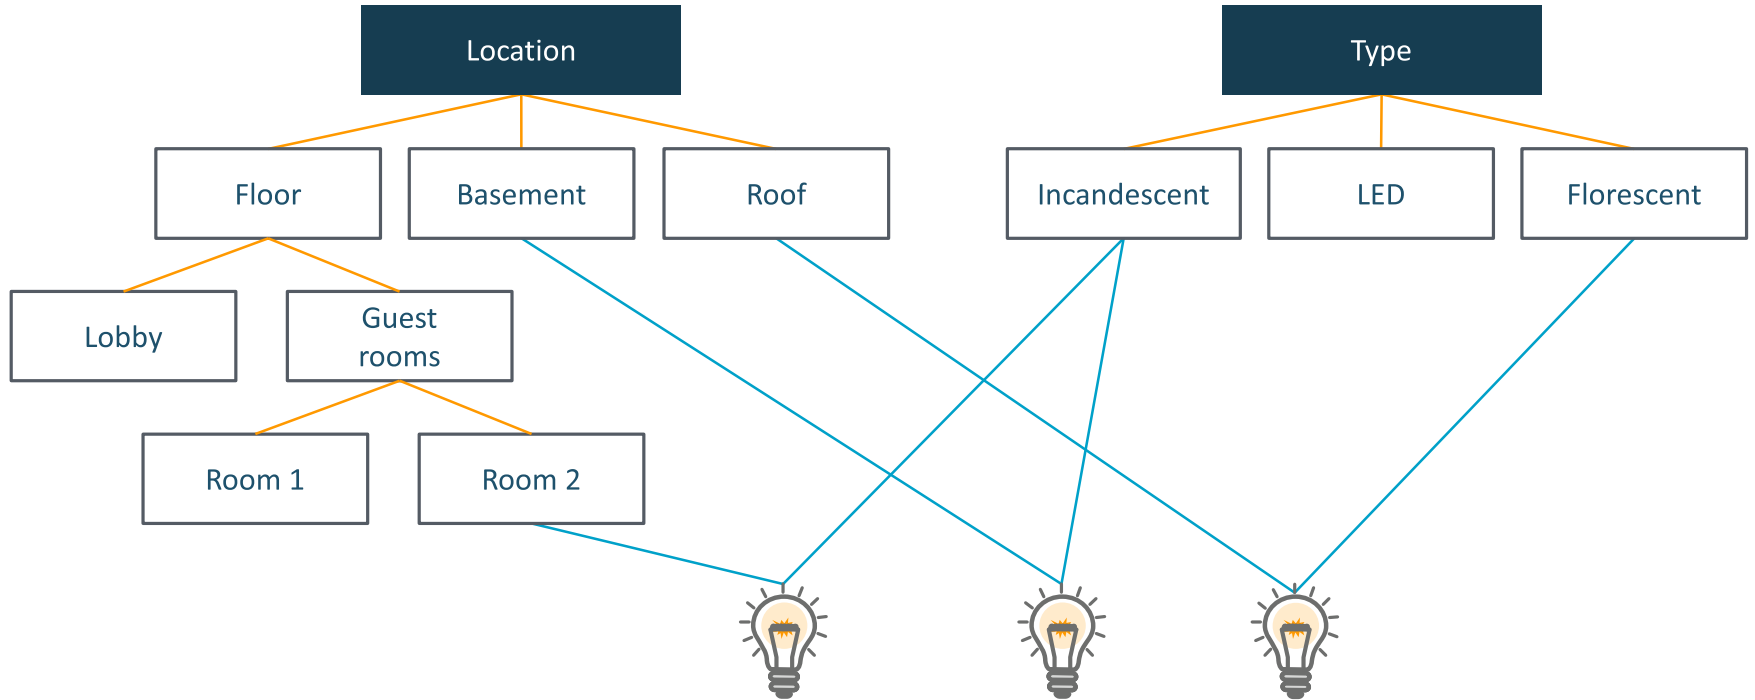 Location
Type
Floor
Basement
Roof
Incandescent
LED
Florescent
Lobby
Guest
rooms
Room 1
Room 2